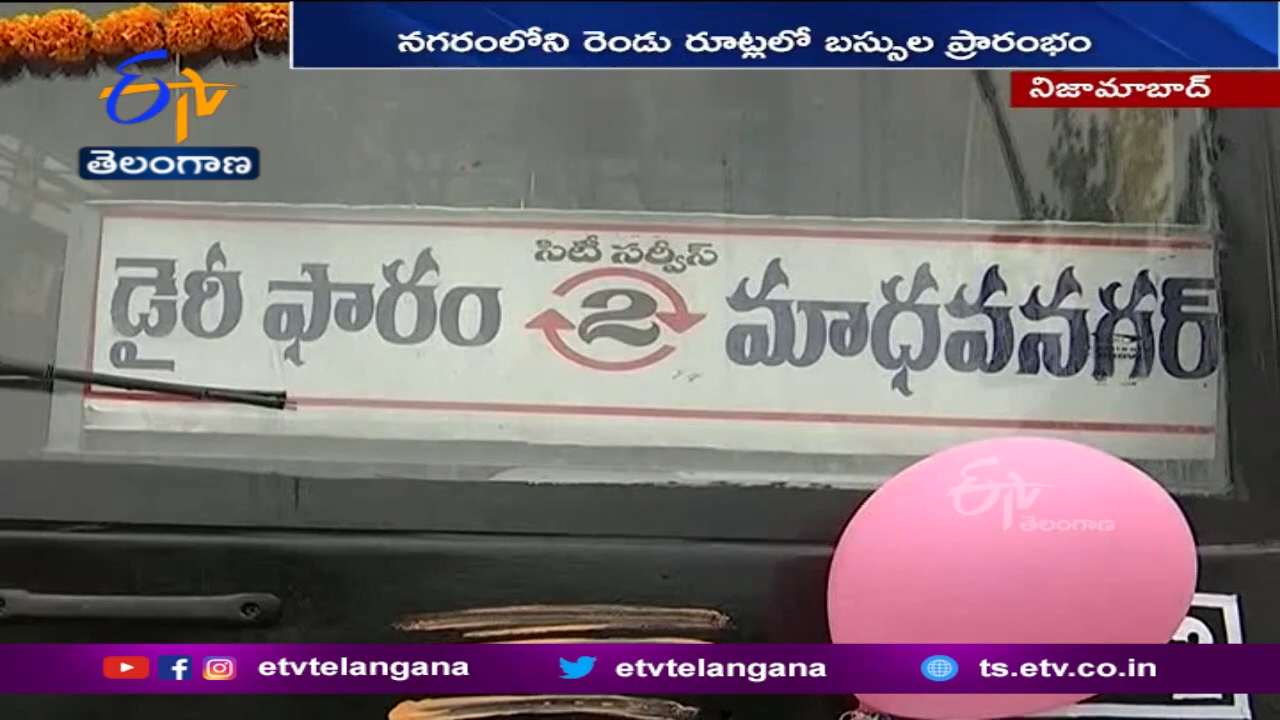 నగరంలోని రెండు రూట్లలో బస్సుల ప్రారంభం
నిజామాబాద్
ETV
తెలంగాణ
సిటీ సర్వీస్
డైరీ ఫారం 2 మాధవనగర్
ETV
తెలంగాణ
etvtelangana etvtelangana ts.etv.co.in